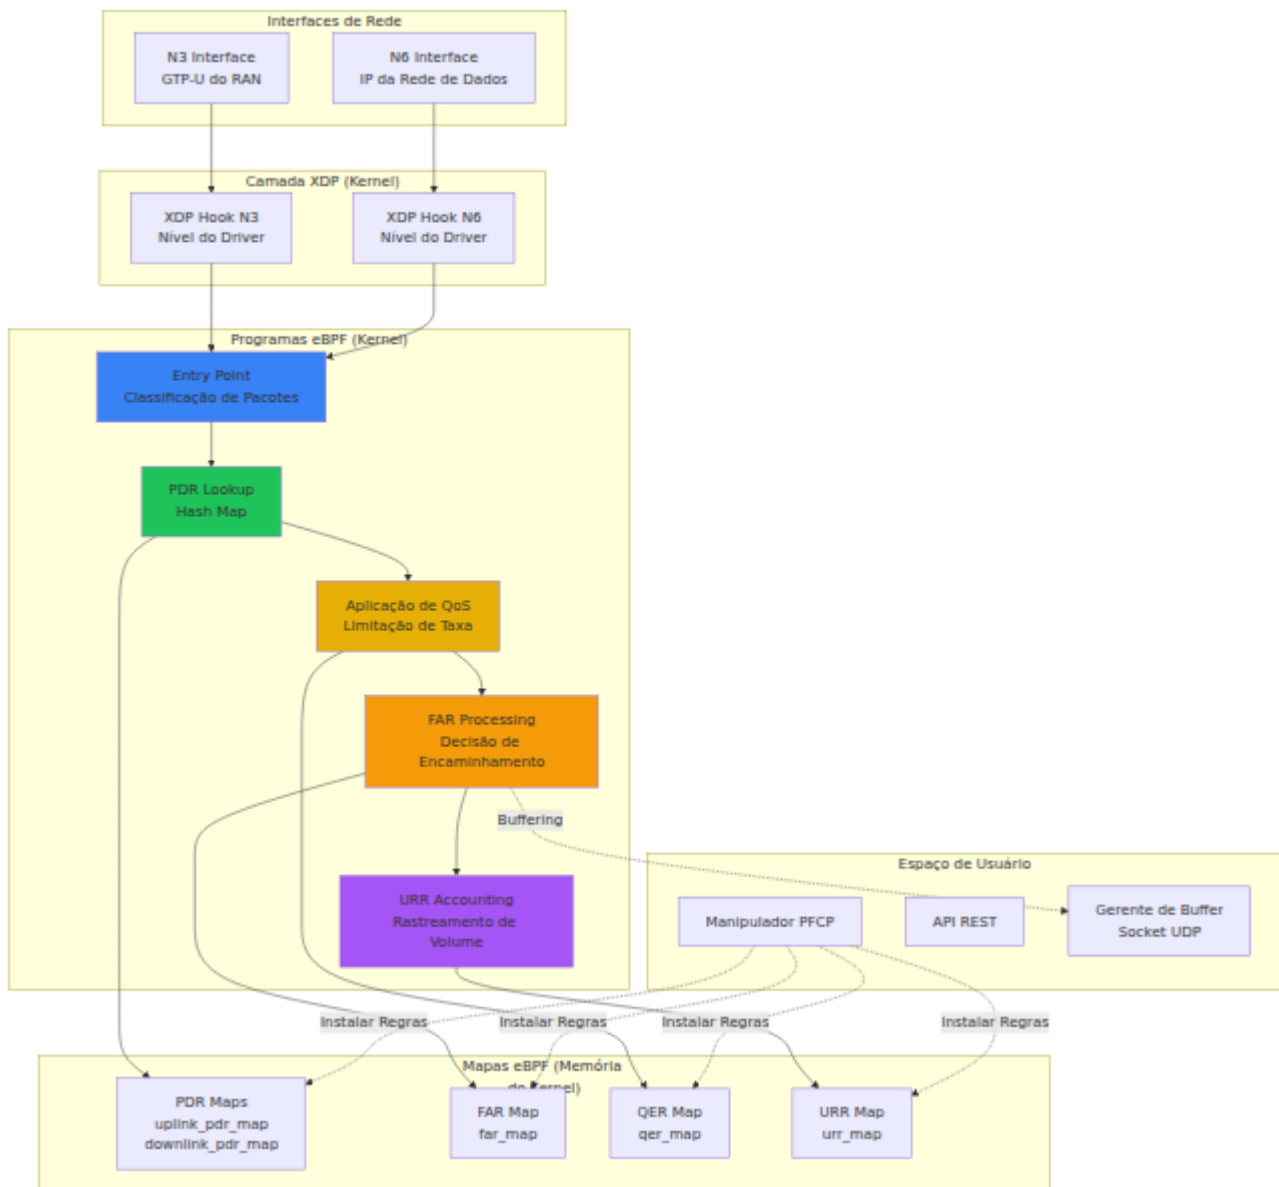 Interfaces de Rede
N3 Interface
GTP-U do RAN
N6 Interface
IP da Rede de Dados
Camada XDP (Kernel)
XDP Hook N3
Nível do Driver
XDP Hook N6
Nível do Driver
Programas eBPF (Kernel)
Entry Point
Classificação de Pacotes
PDR Lookup
Hash Map
Aplicação de QoS
Limitação de Taxa
FAR Processing
Decisão de
Encaminhamento
Buffering
URR Accounting
Rastreamento de
Volume
Espaço de Usuário
Manipulador PFCP
API REST
Gerente de Buffer
Socket UDP
Instalar Regras
Instalar Regras
Instalar Regras
Instalar Regras
Mapas eBPF (Memória
do Kernel)
PDR Maps
uplink_pdr_map
downlink_pdr_map
FAR Map
far_map
QER Map
qer_map
URR Map
urr_map